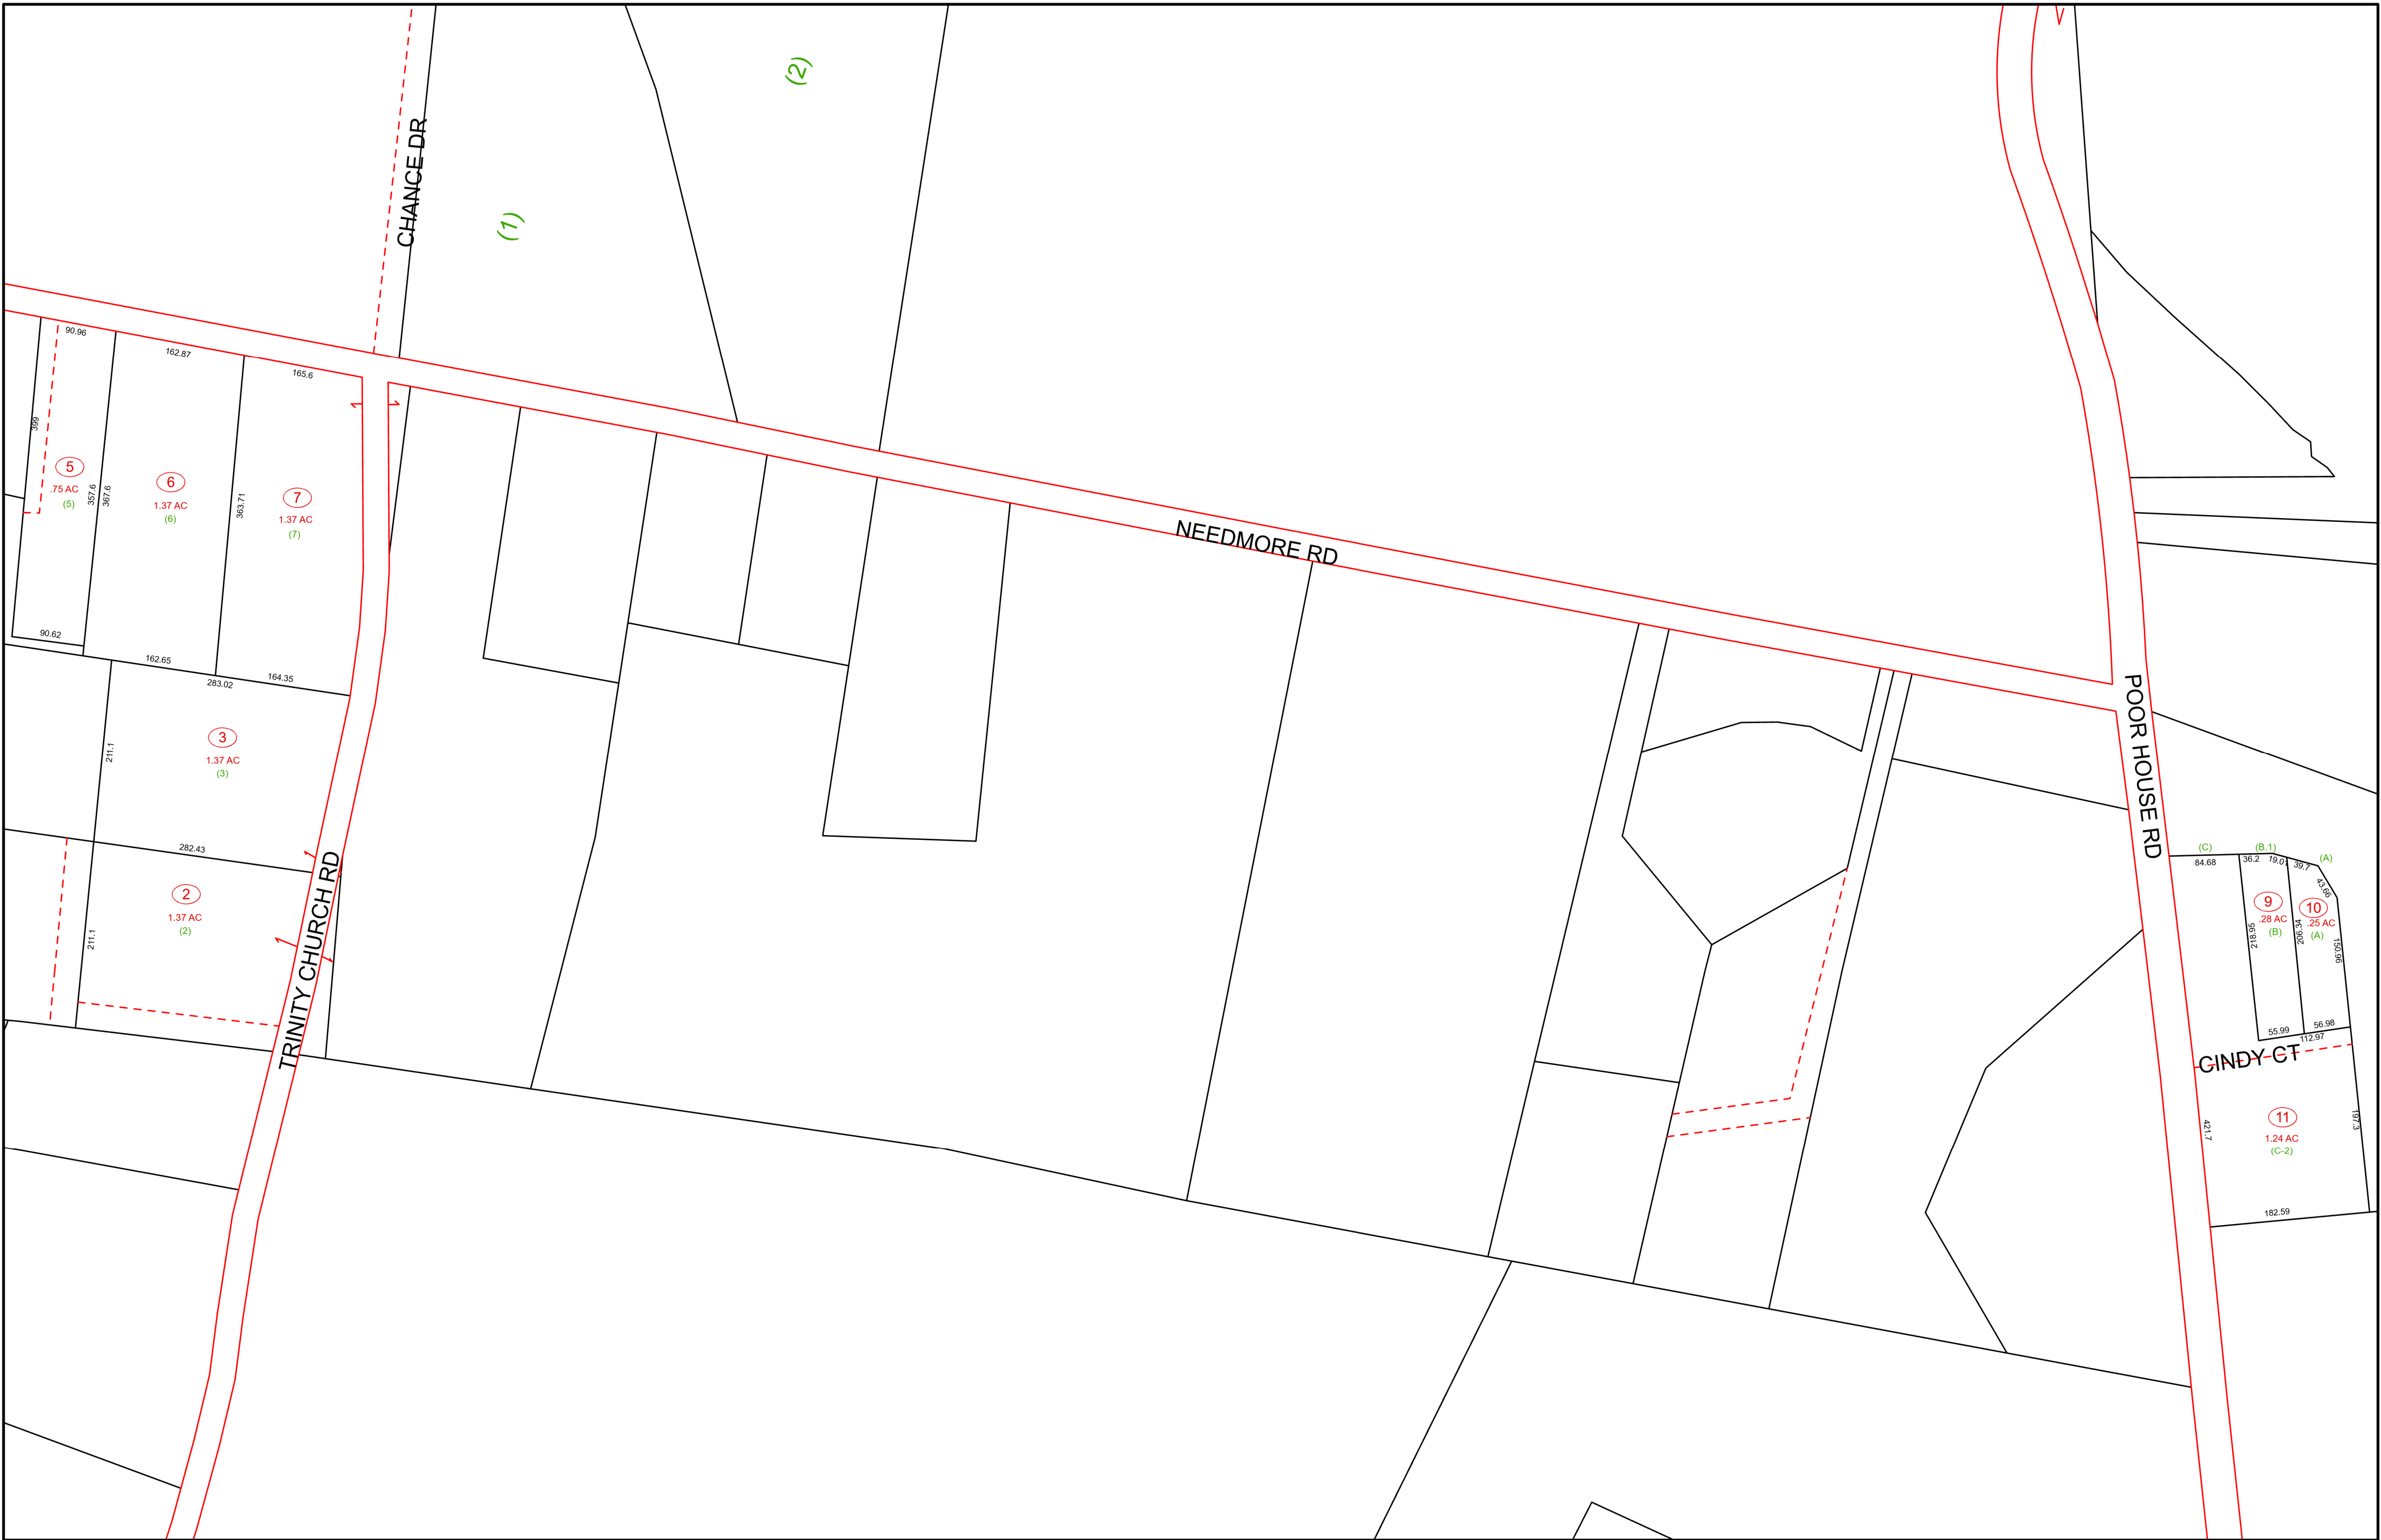 (2)
CHANCE DR
(1)
90.96
162.87
165.6
399
5
.75 AC
(5)
357.6
367.6
6
1.37 AC
(6)
363.71
7
1.37 AC
(7)
NEEDMORE RD
90.62
162.65
283.02
164.35
211.1
3
1.37 AC
(3)
282.43
2
1.37 AC
(2)
211.1
TRINITY CHURCH RD
POOR HOUSE RD
(C)
(B.1)
(A)
84.68
36.2
19.01
39.7
43.66
9
.28 AC
(B)
10
.25 AC
(A)
218.95
206.34
150.96
55.99
56.98
112.97
CINDY CT
421.7
11
1.24 AC
(C-2)
197.3
182.59